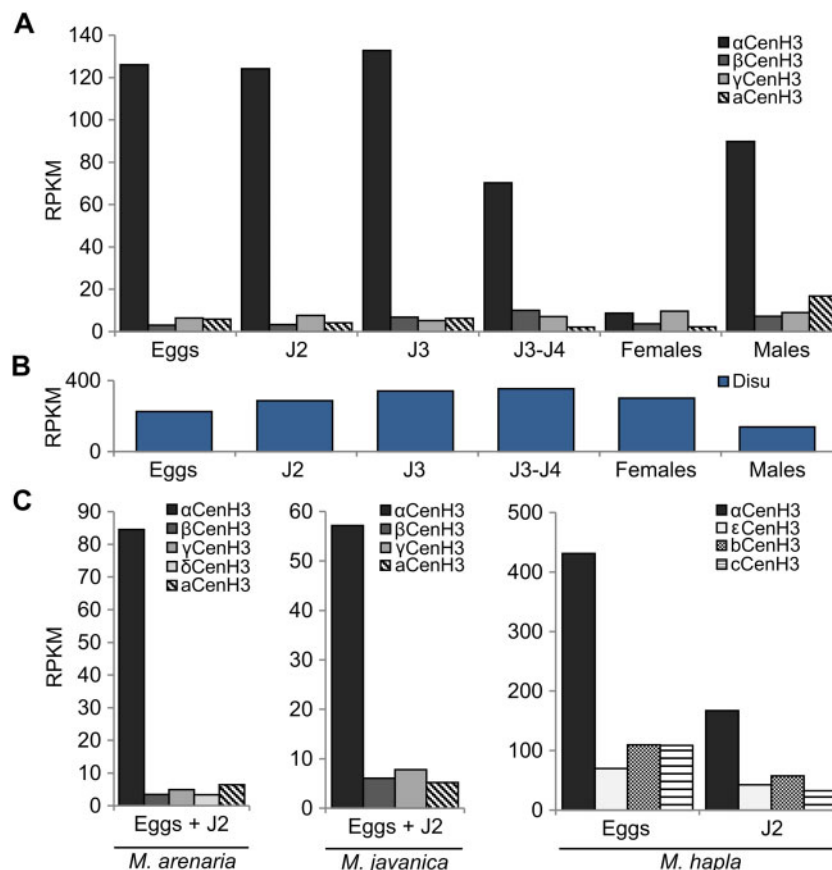 A
RPKM
140
120
100
80
60
40
20
0
αCenH3
βCenH3
γCenH3
aCenH3
Eggs J2 J3 J3-J4 Females Males
B
RPKM
400
0
Disu
Eggs J2 J3 J3-J4 Females Males
C
RPKM
90
80
70
60
50
40
30
20
10
0
αCenH3
βCenH3
γCenH3
δCenH3
aCenH3
Eggs + J2
M. arenaria
60
50
40
30
20
10
0
αCenH3
βCenH3
γCenH3
aCenH3
Eggs + J2
M. javanica
500
400
300
200
100
0
αCenH3
εCenH3
bCenH3
cCenH3
Eggs J2
M. hapla